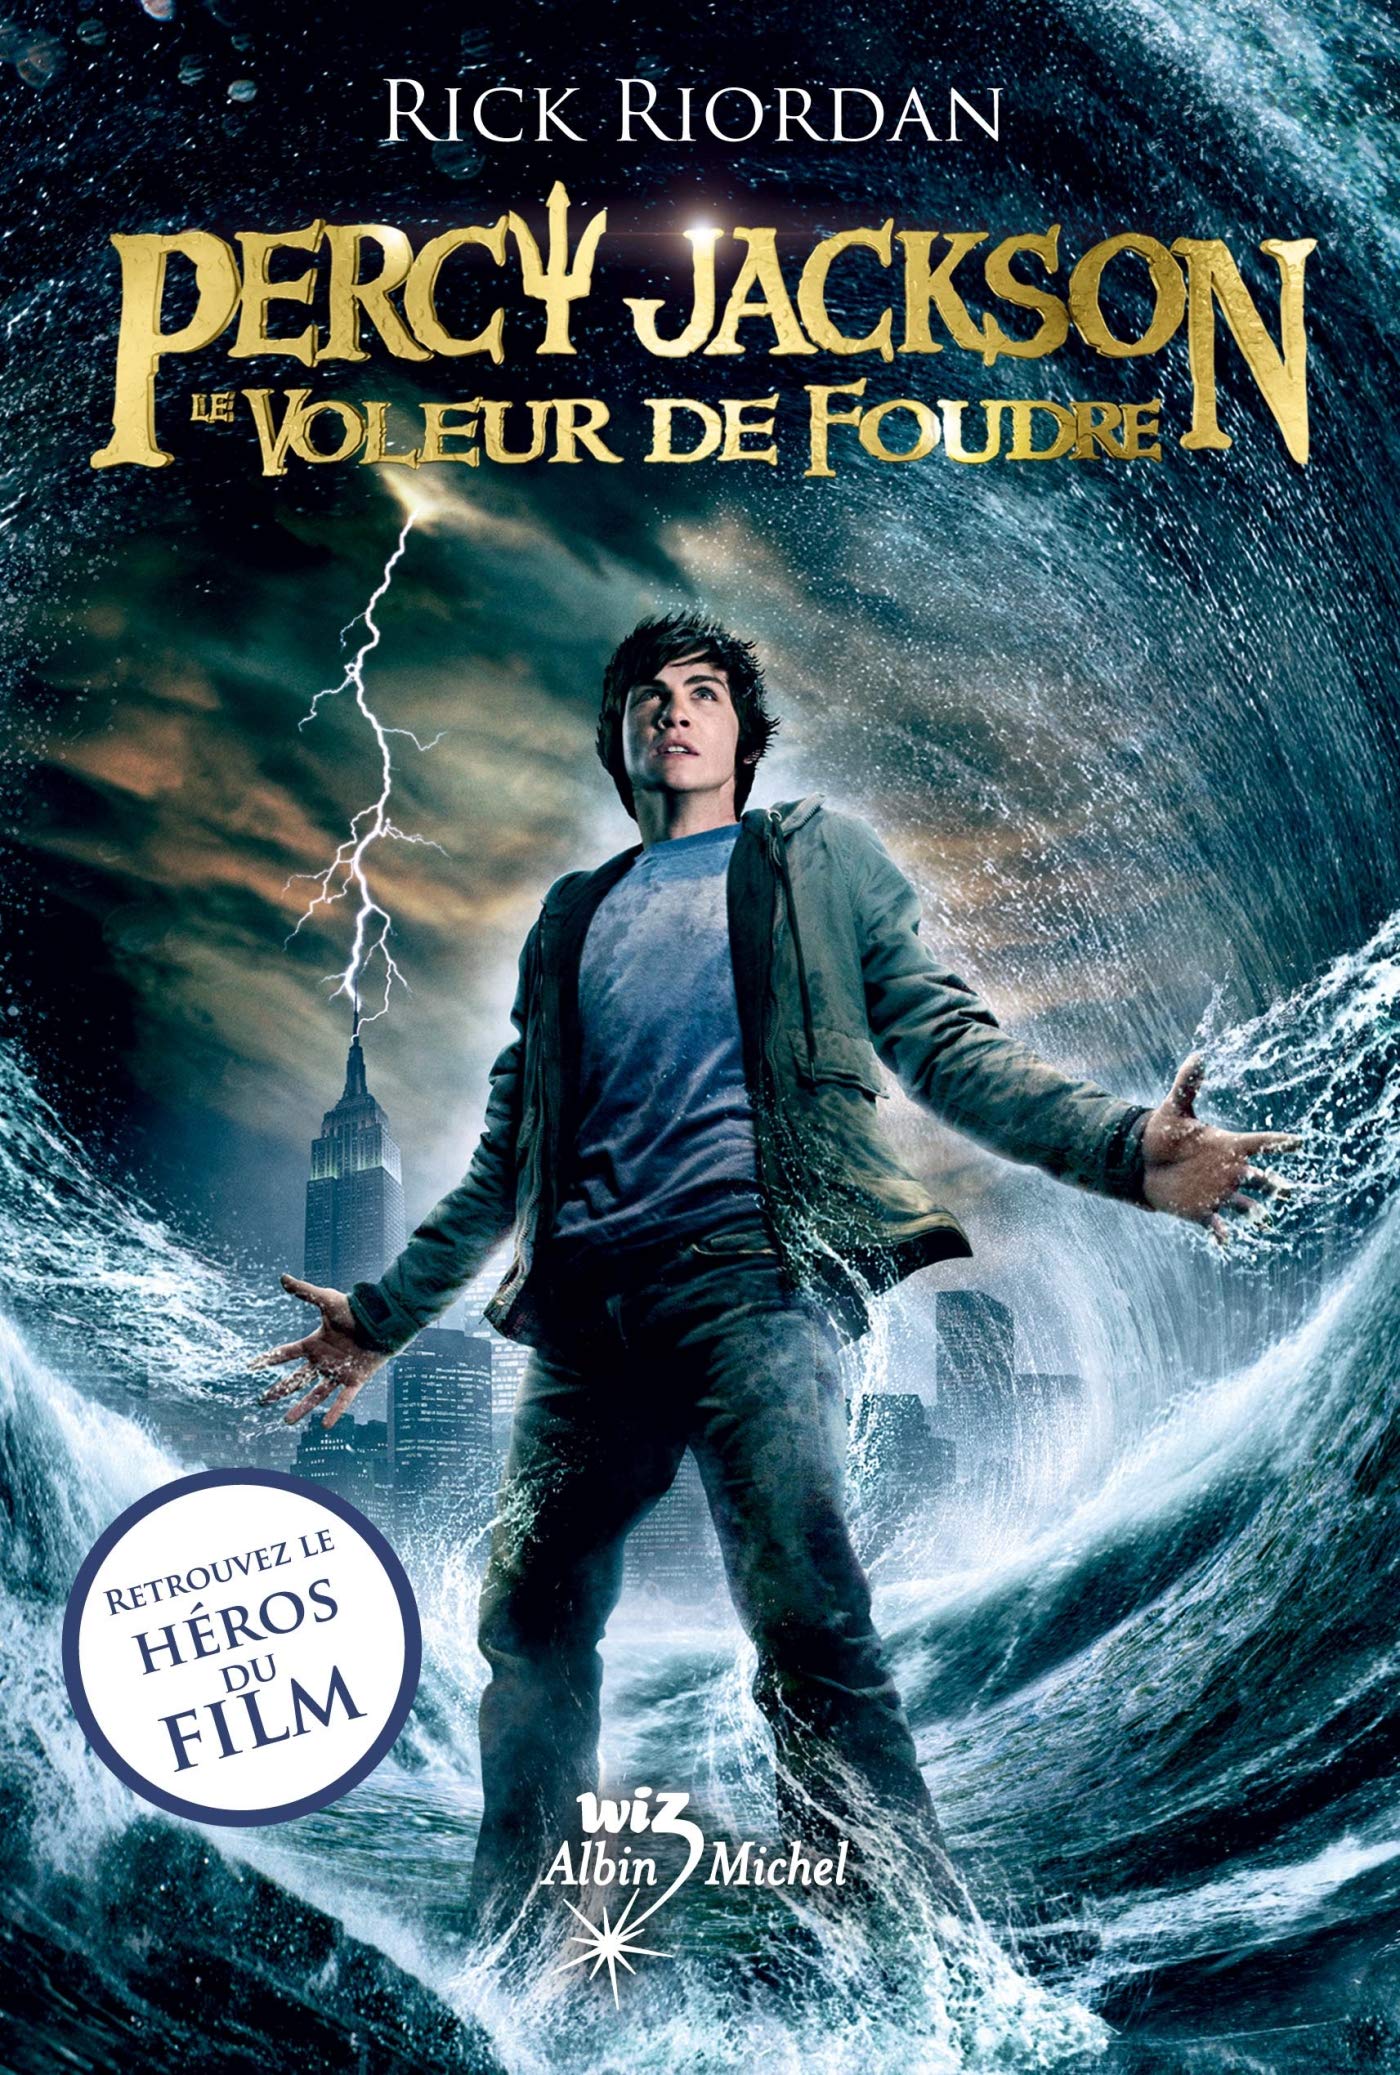 RICK RIORDAN
PERCY JACKSON
LE VOLEUR DE FOUDRE
RETROUVEZ LE
HÉROS
DU
FILM
wiz
Albin Michel